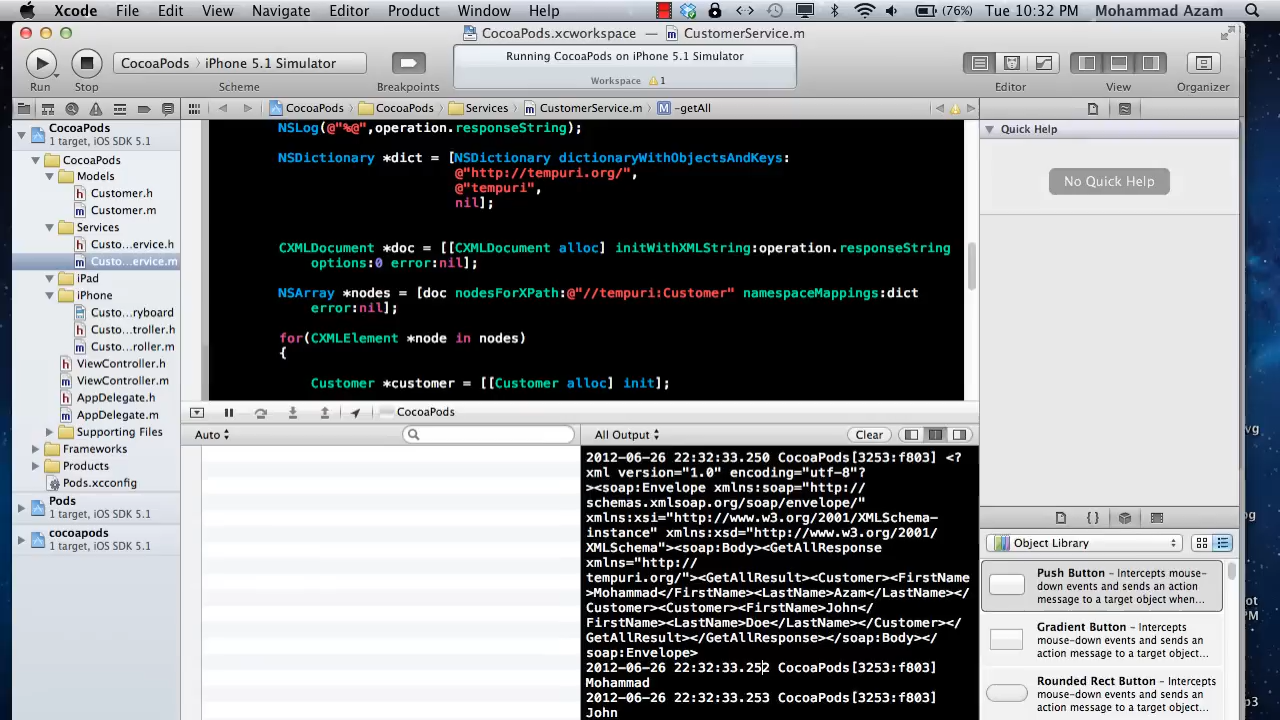 Xcode File Edit View Navigate Editor Product Window Help (76%) Tue 10:32 PM Mohammad Azam
CocoaPods.xcworkspace — CustomerService.m
CocoaPods iPhone 5.1 Simulator
Running CocoaPods on iPhone 5.1 Simulator
Workspace 1
Run Stop Scheme Breakpoints Editor View Organizer
CocoaPods CocoaPods Services CustomerService.m M -getAll
CocoaPods
1 target, iOS SDK 5.1
CocoaPods
Models
h Customer.h
m Customer.m
Services
h Custo...ervice.h
m Custo...ervice.m
iPad
iPhone
Custo...ryboard
h Custo...troller.h
m Custo...roller.m
h ViewController.h
m ViewController.m
h AppDelegate.h
m AppDelegate.m
Supporting Files
Frameworks
Products
Pods.xcconfig
Pods
1 target, iOS SDK 5.1
cocoapods
1 target, iOS SDK 5.1
NSLog(@"%@",operation.responseString);
NSDictionary *dict = [NSDictionary dictionaryWithObjectsAndKeys:
@"http://tempuri.org/",
@"tempuri",
nil];
CXMLDocument *doc = [[CXMLDocument alloc] initWithXMLString:operation.responseString
options:0 error:nil];
NSArray *nodes = [doc nodesForXPath:@"//tempuri:Customer" namespaceMappings:dict
error:nil];
for(CXMLElement *node in nodes)
{
Customer *customer = [[Customer alloc] init];
CocoaPods
Auto
All Output
Clear
2012-06-26 22:32:33.250 CocoaPods[3253:f803] <?
xml version="1.0" encoding="utf-8"?
><soap:Envelope xmlns:soap="http://
schemas.xmlsoap.org/soap/envelope/"
xmlns:xsi="http://www.w3.org/2001/XMLSchema-
instance" xmlns:xsd="http://www.w3.org/2001/
XMLSchema"><soap:Body><GetAllResponse
xmlns="http://
tempuri.org/"><GetAllResult><Customer><FirstName
>Mohammad</FirstName><LastName>Azam</LastName></
Customer><Customer><FirstName>John</
FirstName><LastName>Doe</LastName></Customer></
GetAllResult></GetAllResponse></soap:Body></
soap:Envelope>
2012-06-26 22:32:33.252 CocoaPods[3253:f803]
Mohammad
2012-06-26 22:32:33.253 CocoaPods[3253:f803]
John
Quick Help
No Quick Help
{}
Object Library
Push Button – Intercepts mouse-
down events and sends an action
message to a target object when...
Gradient Button – Intercepts
mouse-down events and sends an
action message to a target object...
Rounded Rect Button – Intercepts
mouse-down events and sends an
action message to a target object...